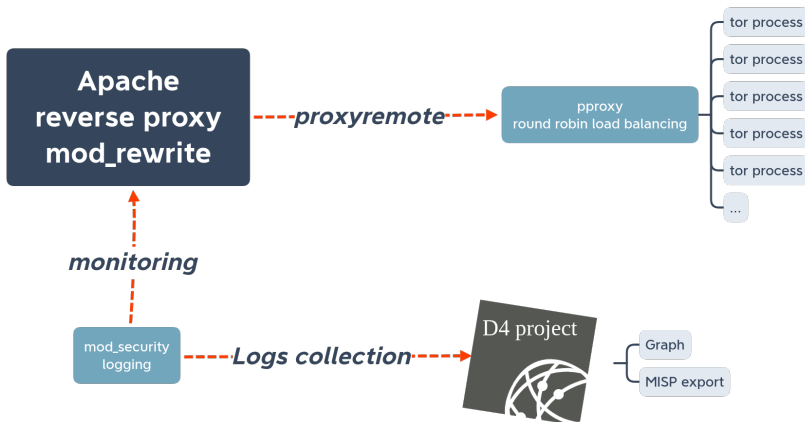 Apache
reverse proxy
mod_rewrite
proxyremote
pproxy
round robin load balancing
tor process
tor process
tor process
tor process
tor process
...
monitoring
mod_security
logging
Logs collection
D4 project
Graph
MISP export